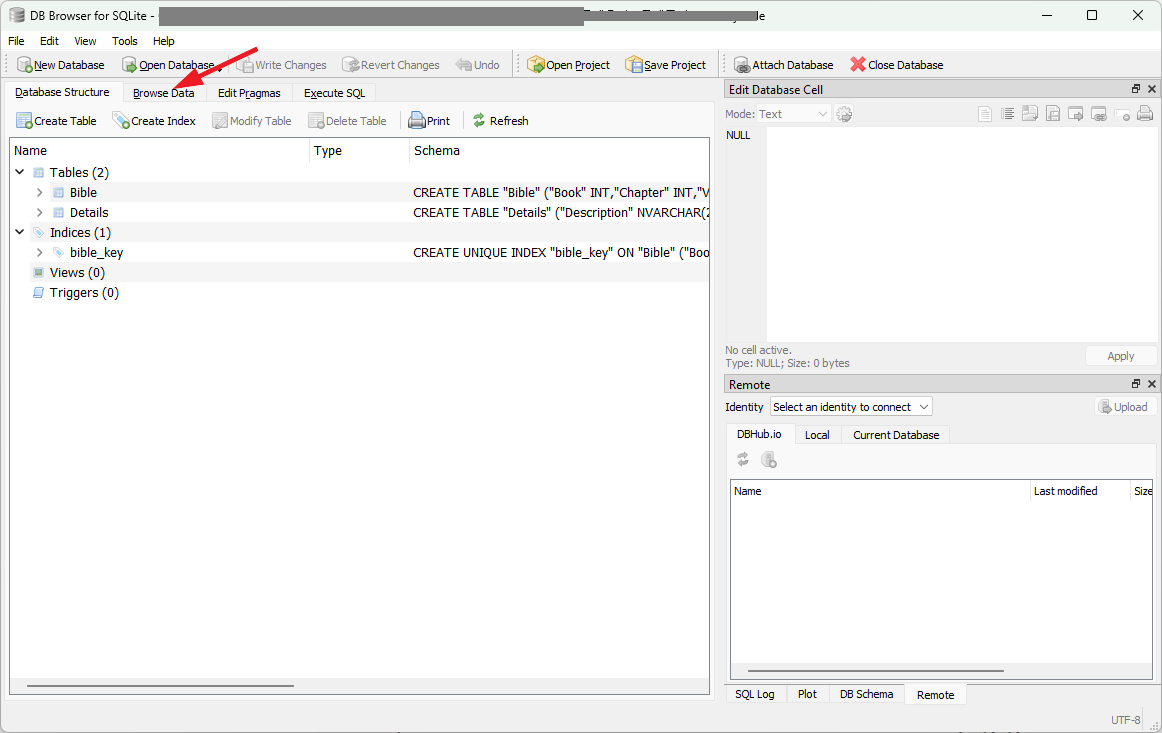 DB Browser for SQLite -
File Edit View Tools Help
New Database Open Database Write Changes Revert Changes Undo Open Project Save Project Attach Database Close Database
Database Structure Browse Data Edit Pragmas Execute SQL
Create Table Create Index Modify Table Delete Table Print Refresh
Name Type Schema
Tables (2)
Bible CREATE TABLE "Bible" ("Book" INT,"Chapter" INT,"V
Details CREATE TABLE "Details" ("Description" NVARCHAR(2
Indices (1)
bible_key CREATE UNIQUE INDEX "bible_key" ON "Bible" ("Boo
Views (0)
Triggers (0)
Edit Database Cell
Mode: Text
NULL
No cell active.
Type: NULL; Size: 0 bytes
Apply
Remote
Identity Select an identity to connect Upload
DBHub.io Local Current Database
Name Last modified Size
SQL Log Plot DB Schema Remote
UTF-8